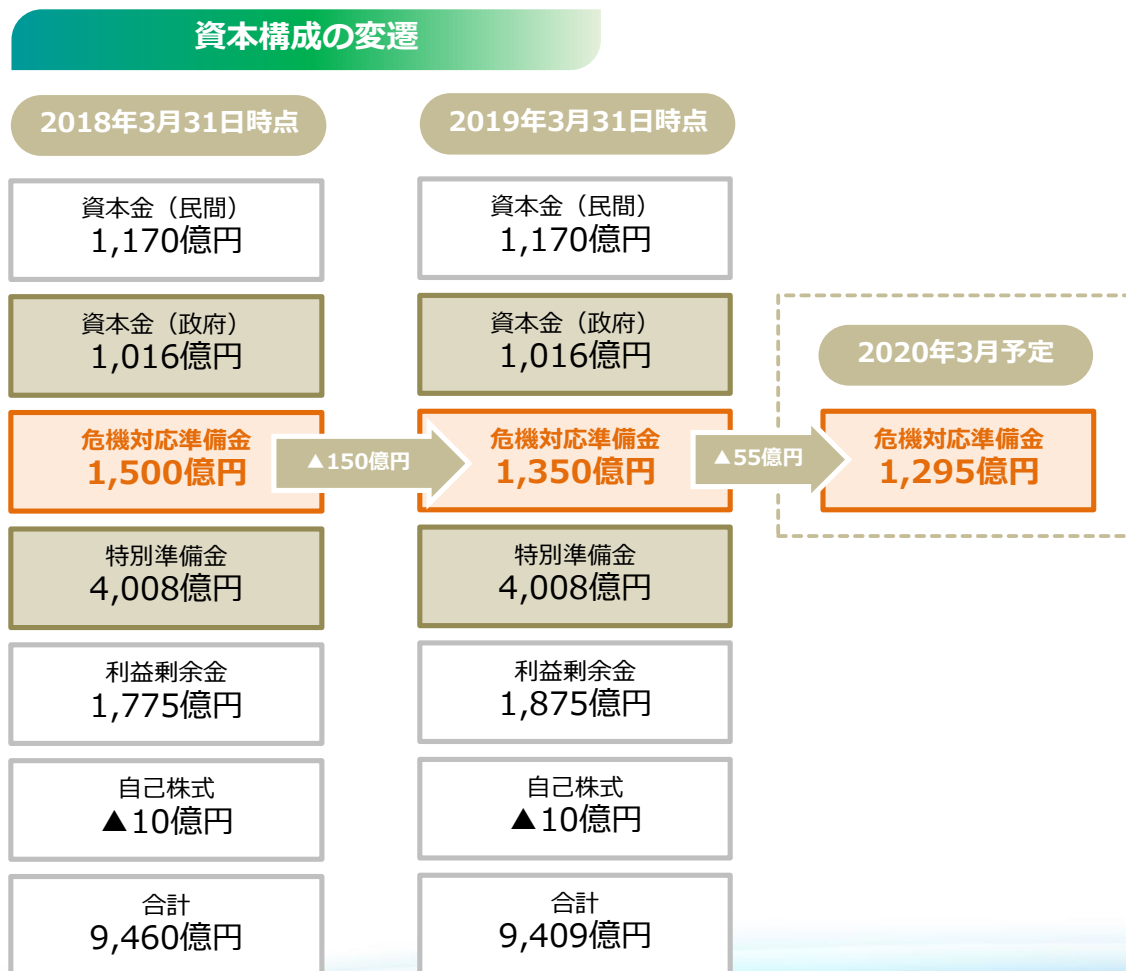 資本構成の変遷
2018年3月31日時点
資本金（民間）
1,170億円
資本金（政府）
1,016億円
危機対応準備金
1,500億円
▲150億円
特別準備金
4,008億円
利益剰余金
1,775億円
自己株式
▲10億円
合計
9,460億円
2019年3月31日時点
資本金（民間）
1,170億円
資本金（政府）
1,016億円
危機対応準備金
1,350億円
▲55億円
特別準備金
4,008億円
利益剰余金
1,875億円
自己株式
▲10億円
合計
9,409億円
2020年3月予定
危機対応準備金
1,295億円